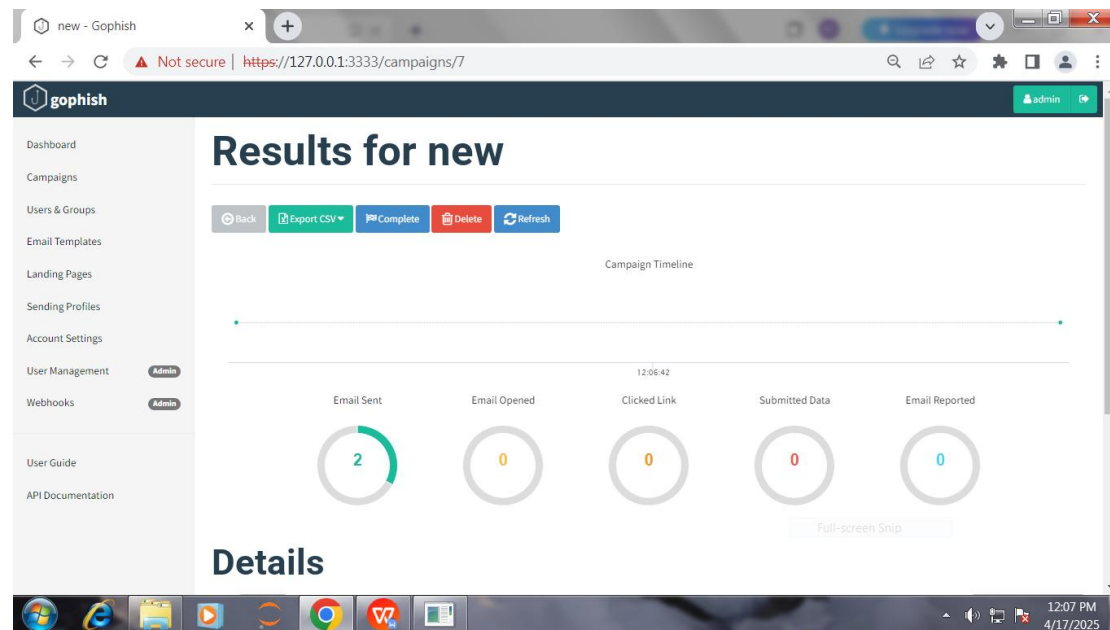 new - Gophish
Not secure | https://127.0.0.1:3333/campaigns/7
gophish
admin
Dashboard
Campaigns
Users & Groups
Email Templates
Landing Pages
Sending Profiles
Account Settings
User Management Admin
Webhooks Admin
User Guide
API Documentation
Results for new
Back Export CSV Complete Delete Refresh
Campaign Timeline
12:06:42
Email Sent Email Opened Clicked Link Submitted Data Email Reported
2 0 0 0 0
Full-screen Snip
Details
12:07 PM
4/17/2025